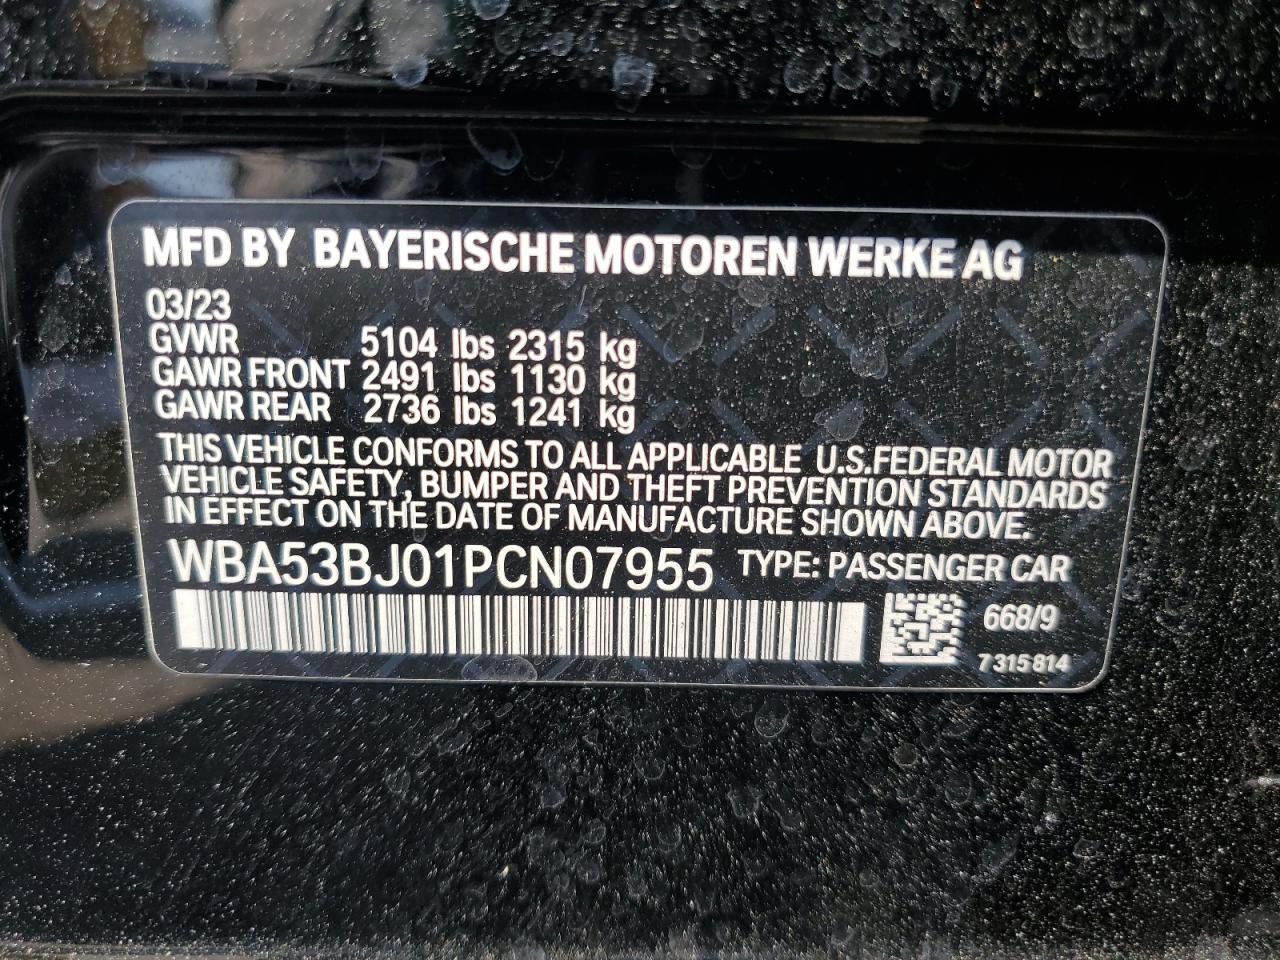 MFD BY BAYERISCHE MOTOREN WERKE AG
03/23
GVWR 5104 lbs 2315 kg
GAWR FRONT 2491 lbs 1130 kg
GAWR REAR 2736 lbs 1241 kg
THIS VEHICLE CONFORMS TO ALL APPLICABLE U.S.FEDERAL MOTOR
VEHICLE SAFETY, BUMPER AND THEFT PREVENTION STANDARDS
IN EFFECT ON THE DATE OF MANUFACTURE SHOWN ABOVE.
WBA53BJ01PCN07955 TYPE: PASSENGER CAR
668/9
7 315 814